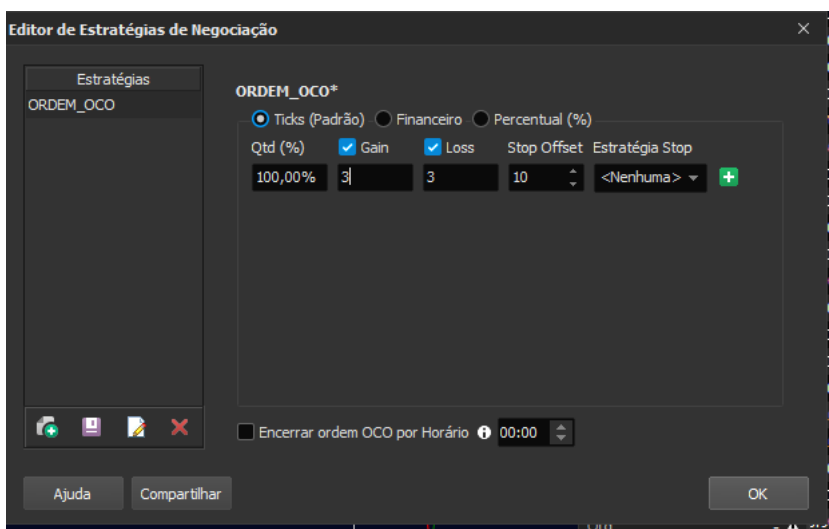 Editor de Estratégias de Negociação
Estratégias
ORDEM_OCO
ORDEM_OCO*
Ticks (Padrão) Financeiro Percentual (%)
Qtd (%) Gain Loss Stop Offset Estratégia Stop
100,00% 3 3 10 <Nenhuma>
Encerrar ordem OCO por Horário 00:00
Ajuda Compartilhar OK